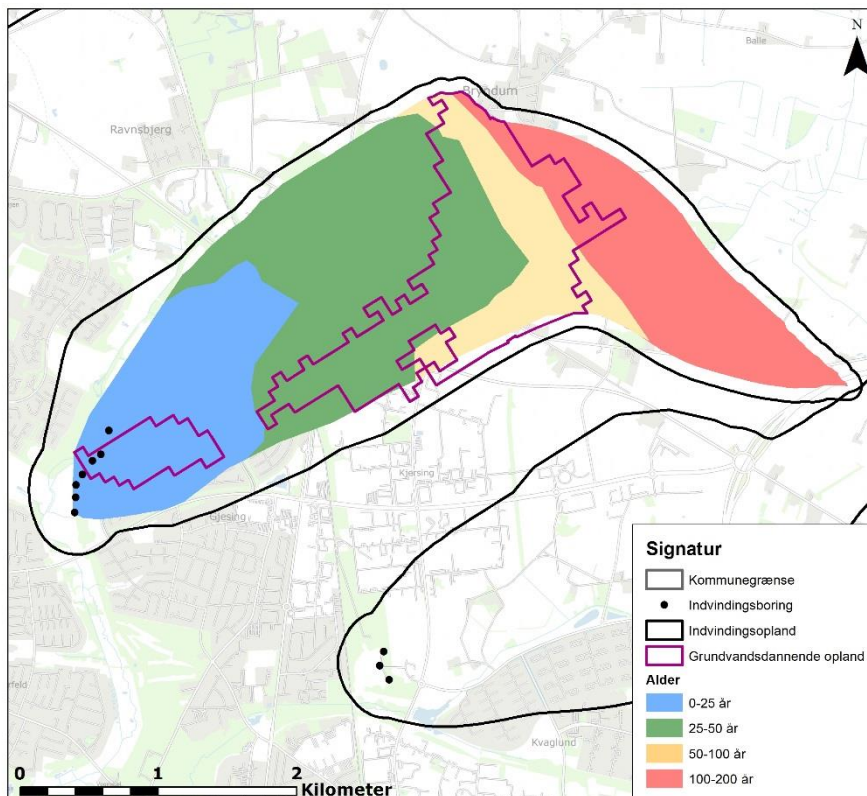 N
Balle
Bryndum
Ravnsbjerg
Kjersing
Gjesing
Kvaglund
Signatur
Kommunegrænse
Indvindingsboring
Indvindingsopland
Grundvandsdannende opland
Alder
0-25 år
25-50 år
50-100 år
100-200 år
0 1 2
Kilometer